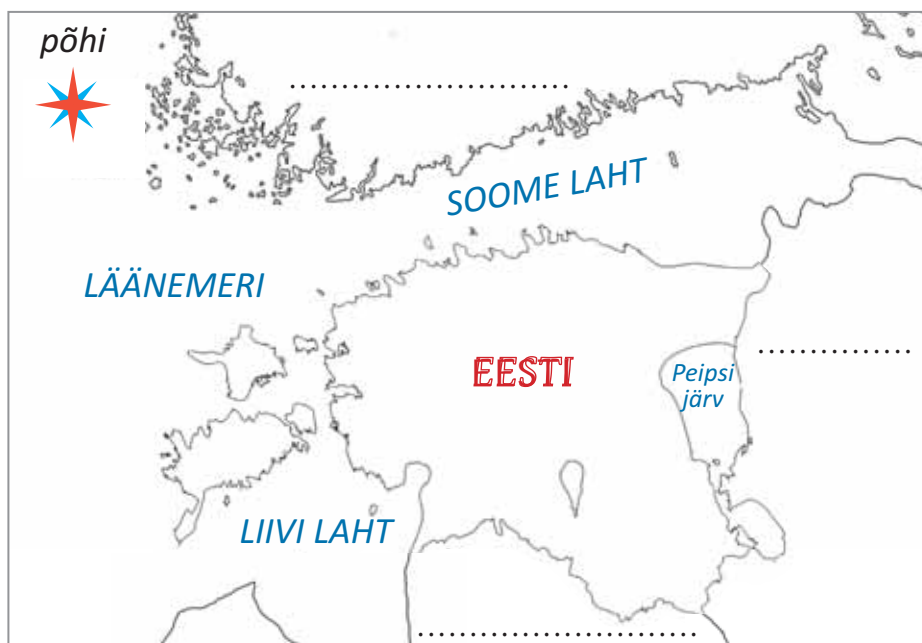 põhi
SOOME LAHT
LÄÄNEMERI
EESTI
Peipsi
järv
LIIVI LAHT